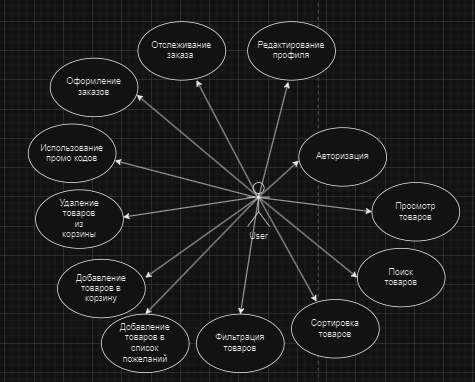 Отслеживание
заказа
Редактирование
профиля
Оформление
заказов
Использование
промо кодов
Авторизация
Удаление
товаров
из
корзины
Просмотр
товаров
User
Добавление
товаров в
корзину
Поиск
товаров
Добавление
товаров в
список
пожеланий
Фильтрация
товаров
Сортировка
товаров